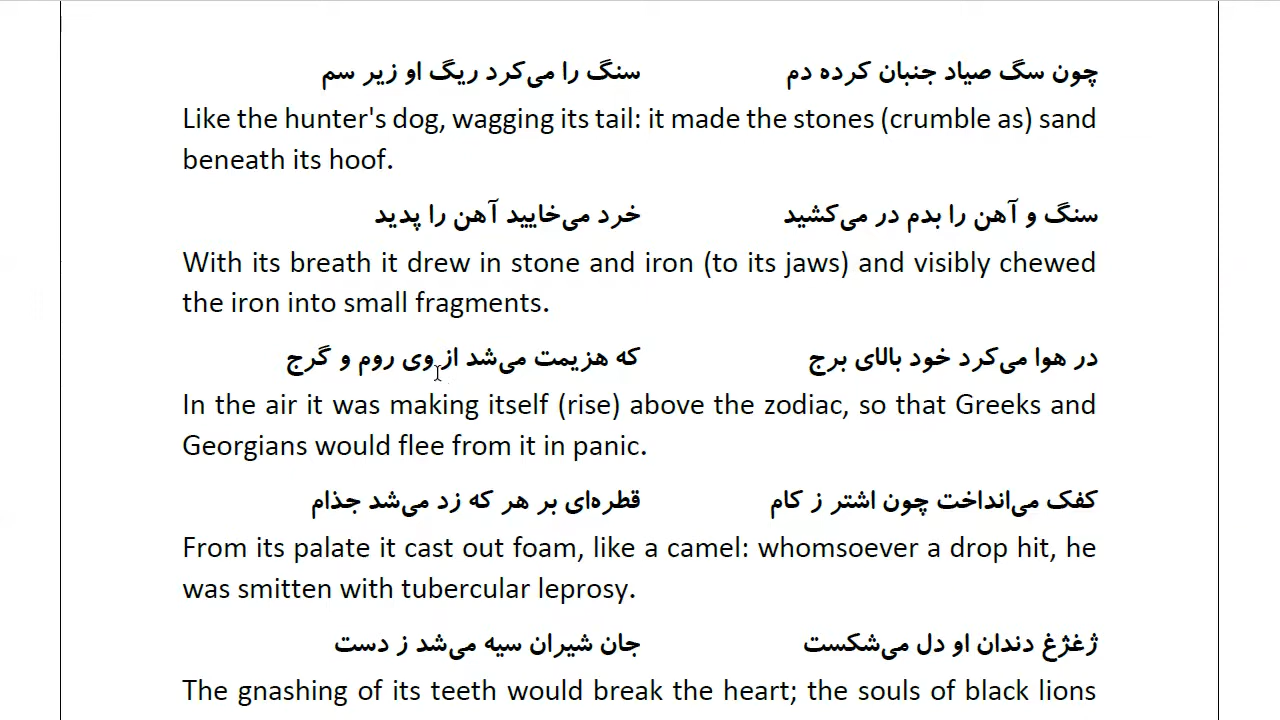 چون سگ صیاد جنبان کرده دم سنگ را می‌کرد ریگ او زیر سم
Like the hunter's dog, wagging its tail: it made the stones (crumble as) sand
beneath its hoof.
سنگ و آهن را بدم در می‌کشید خرد می‌خایید آهن را پدید
With its breath it drew in stone and iron (to its jaws) and visibly chewed
the iron into small fragments.
در هوا می‌کرد خود بالای برج که هزیمت می‌شد از وی روم و گرج
In the air it was making itself (rise) above the zodiac, so that Greeks and
Georgians would flee from it in panic.
کفک می‌انداخت چون اشتر ز کام قطره‌ای بر هر که زد می‌شد جذام
From its palate it cast out foam, like a camel: whomsoever a drop hit, he
was smitten with tubercular leprosy.
ژغژغ دندان او دل می‌شکست جان شیران سیه می‌شد ز دست
The gnashing of its teeth would break the heart; the souls of black lions